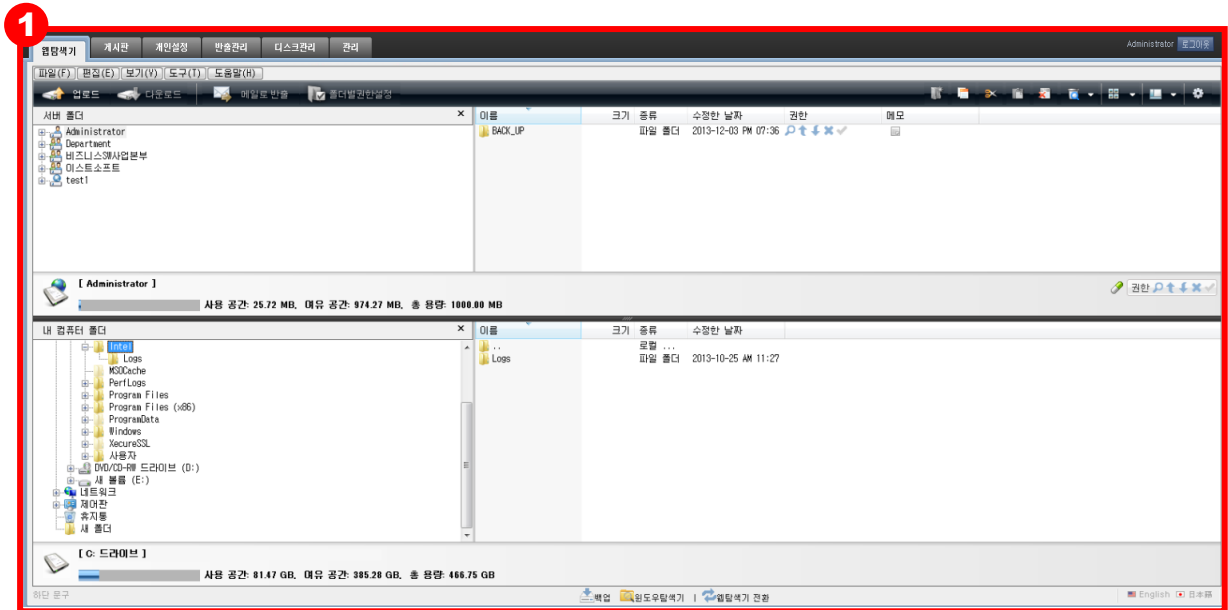 1
웹탐색기 게시판 개인설정 반출관리 디스크관리 관리 Administrator 로그아웃
파일(F) 편집(E) 보기(V) 도구(T) 도움말(H)
업로드 다운로드 메일로 반출 폴더별권한설정
서버 폴더 × 이름 크기 종류 수정한 날짜 권한 메모
Administrator BACK_UP 파일 폴더 2013-12-03 PM 07:36
Department
비즈니스SW사업본부
이스트소프트
test1
[ Administrator ]
권한
사용 공간: 25.72 MB, 여유 공간: 974.27 MB, 총 용량: 1000.00 MB
내 컴퓨터 폴더 × 이름 크기 종류 수정한 날짜
Intel .. 로컬 ...
Logs Logs 파일 폴더 2013-10-25 AM 11:27
MSOCache
PerfLogs
Program Files
Program Files (x86)
ProgramData
Windows
XecureSSL
사용자
DVD/CD-RW 드라이브 (D:)
새 볼륨 (E:)
네트워크
제어판
휴지통
새 폴더
[ C: 드라이브 ]
사용 공간: 81.47 GB, 여유 공간: 385.28 GB, 총 용량: 466.75 GB
하단 문구 백업 윈도우탐색기 | 웹탐색기 전환 English 日本語